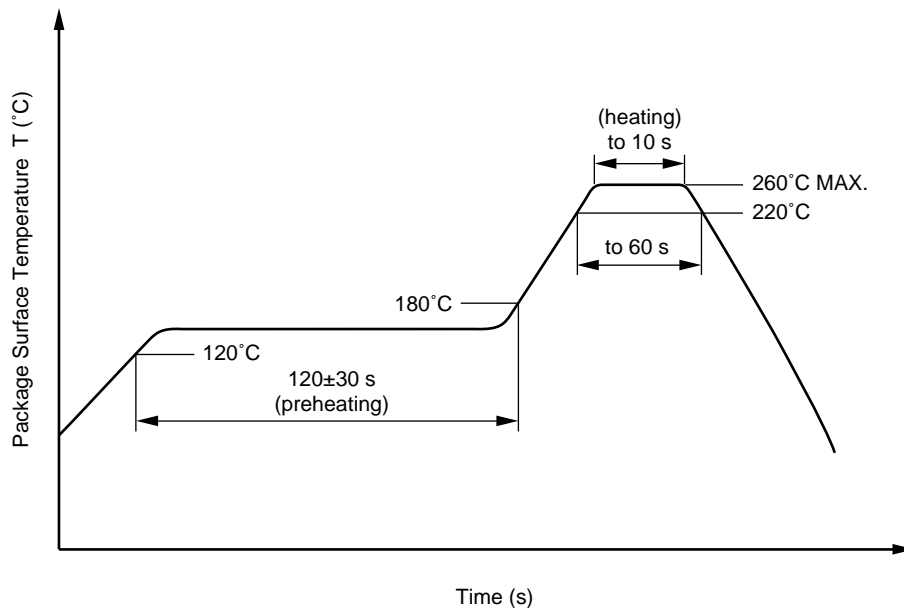 Package Surface Temperature T (˚C)
(heating)
to 10 s
260˚C MAX.
220˚C
to 60 s
180˚C
120˚C
120±30 s
(preheating)
Time (s)